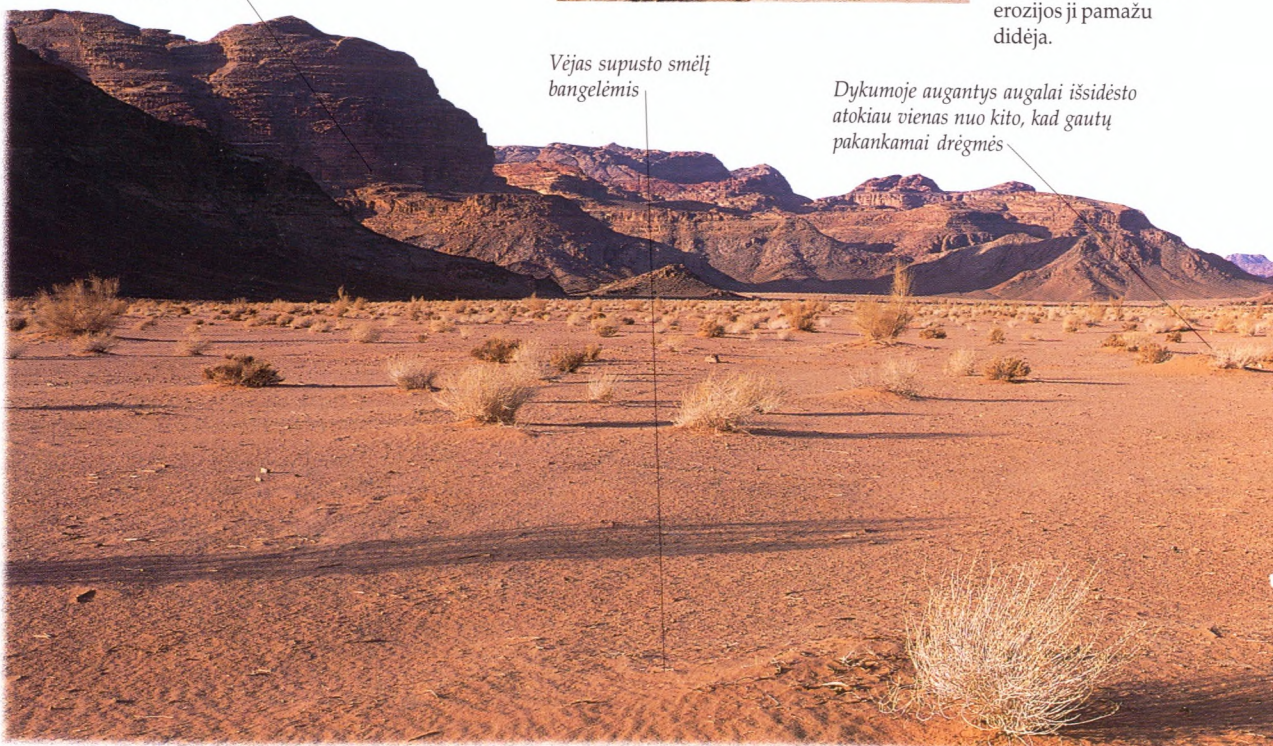 erozijos ji pamažu
didėja.
Vėjas supusto smėlį
bangelėmis
Dykumoje augantys augalai išsidėsto
atokiau vienas nuo kito, kad gautų
pakankamai drėgmės